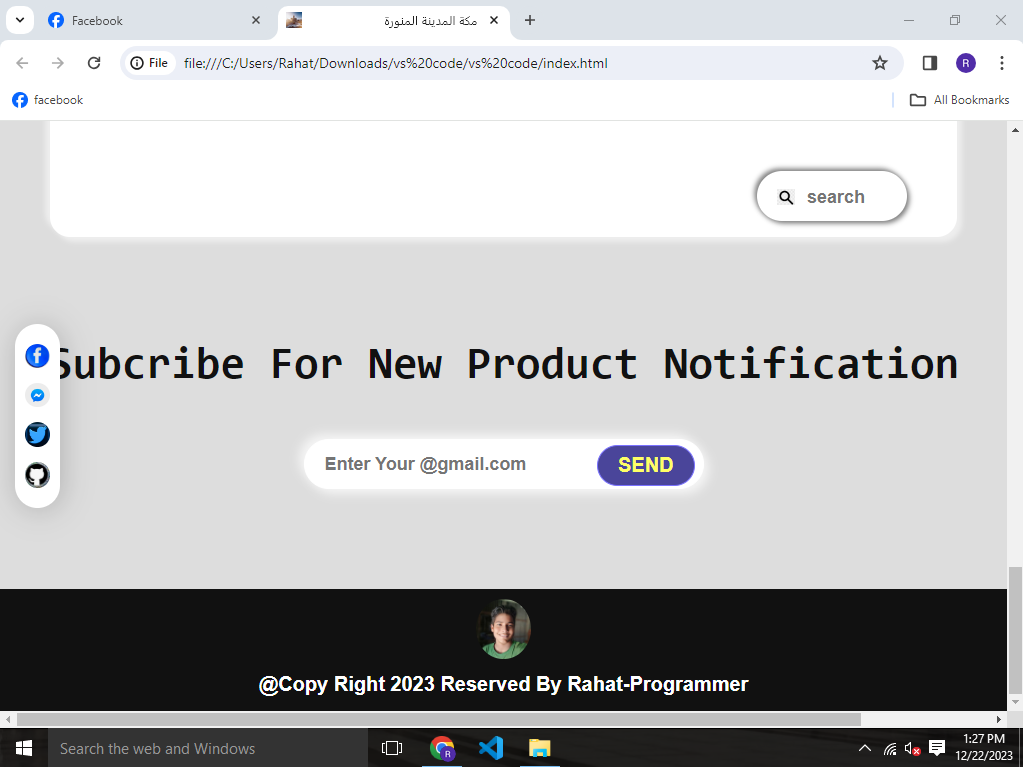 Facebook
مكة المدينة المنورة
File
file:///C:/Users/Rahat/Downloads/vs%20code/vs%20code/index.html
R
facebook
All Bookmarks
search
Subcribe For New Product Notification
Enter Your @gmail.com
SEND
@Copy Right 2023 Reserved By Rahat-Programmer
Search the web and Windows
R
1:27 PM
12/22/2023